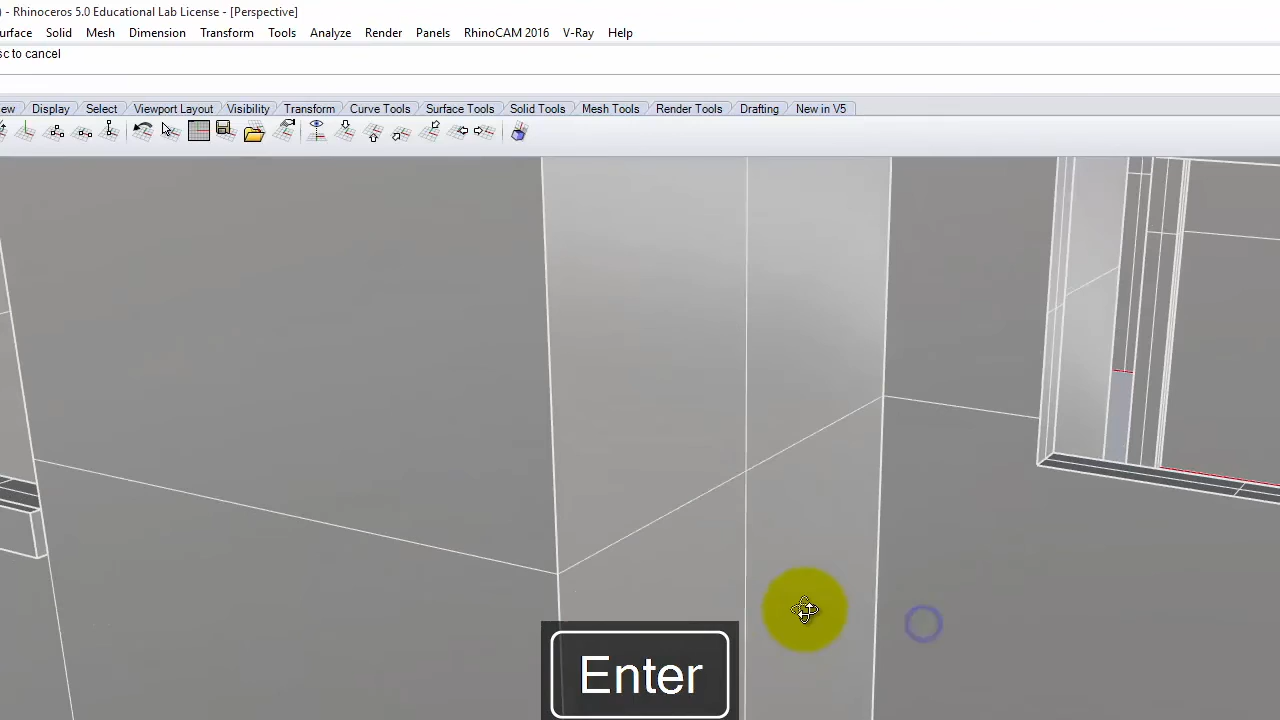 ) - Rhinoceros 5.0 Educational Lab License - [Perspective]
urface Solid Mesh Dimension Transform Tools Analyze Render Panels RhinoCAM 2016 V-Ray Help
sc to cancel
ew Display Select Viewport Layout Visibility Transform Curve Tools Surface Tools Solid Tools Mesh Tools Render Tools Drafting New in V5
Enter